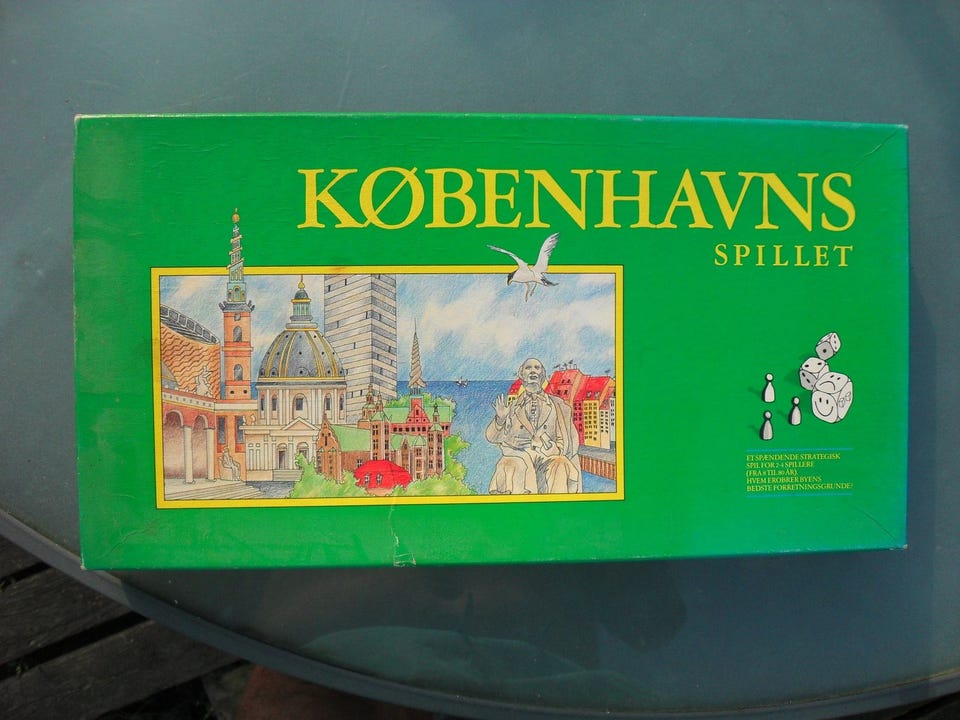 KØBENHAVNS
SPILLET
ET SPÆNDENDE STRATEGISK
SPIL FOR 2-4 SPILLERE
(FRA 8 TIL 80 ÅR).
HVEM EROBRER BYENS
BEDSTE FORRETNINGSGRUNDE?